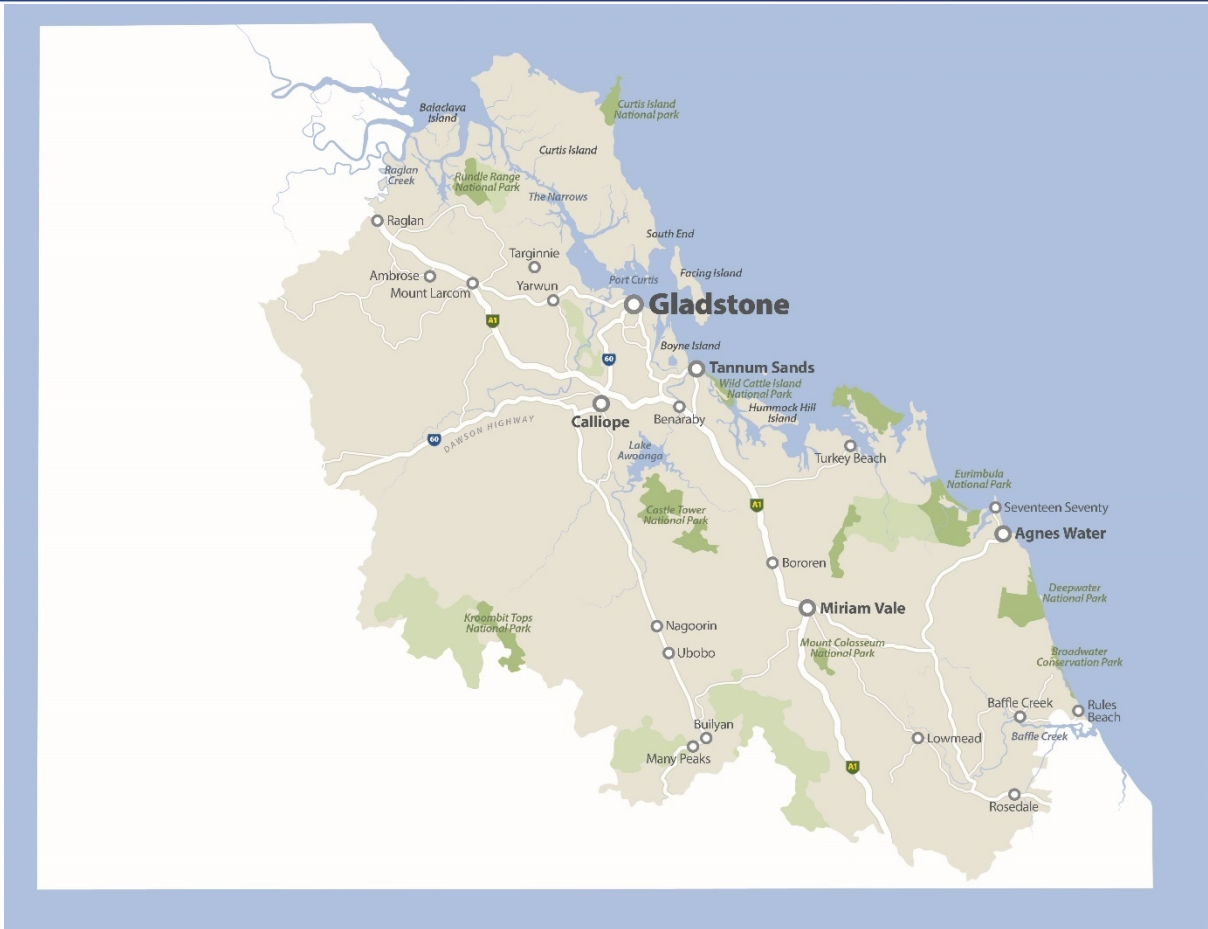 Curtis Island
National park
Baiaclava
Island
Curtis Island
Raglan
Creek
Rundle Range
National Park
The Narrows
Raglan
South End
Targinnie
Facing Island
Ambrose
Port Curtis
Yarwun
Mount Larcom
Gladstone
A1
Boyne Island
60
Tannum Sands
Wild Cattle Island
National Park
Hummock Hill
Island
Calliope
Benaraby
DAWSON HIGHWAY
60
Lake
Awoonga
Turkey Beach
Eurimbula
National Park
A1
Seventeen Seventy
Castle Tower
National Park
Agnes Water
Bororen
Deepwater
National Park
Miriam Vale
Kroombit Tops
National Park
Nagoorin
Mount Colosseum
National Park
Ubobo
Broadwater
Conservation Park
Baffle Creek
Rules
Beach
Builyan
Lowmead
Baffle Creek
Many Peaks
A1
Rosedale